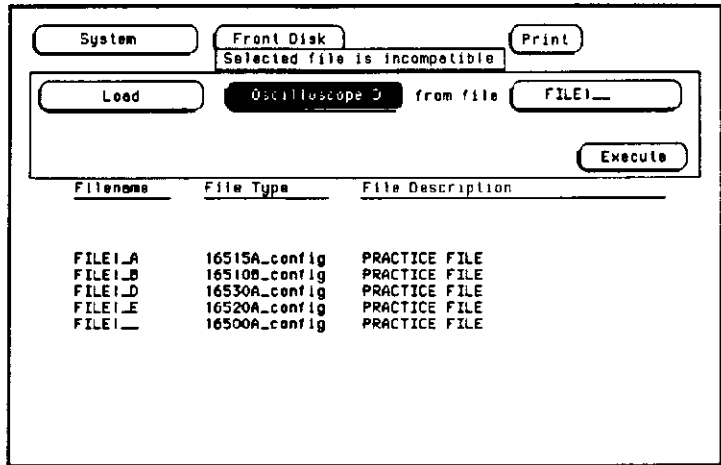 System Front Disk Print
Selected file is incompatible
Load Oscilloscope D from file FILE1__
Execute
Filename File Type File Description
FILE1_A 16515A_config PRACTICE FILE
FILE1_B 16510B_config PRACTICE FILE
FILE1_D 16530A_config PRACTICE FILE
FILE1_E 16520A_config PRACTICE FILE
FILE1__ 16500A_config PRACTICE FILE